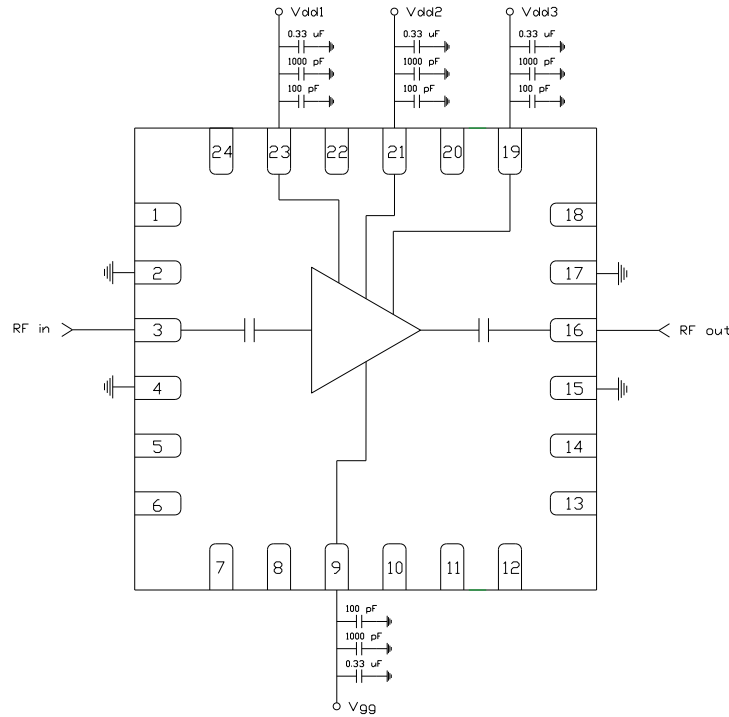 Vdd1 Vdd2 Vdd3
0.33 uF 0.33 uF 0.33 uF
1000 pF 1000 pF 1000 pF
100 pF 100 pF 100 pF
24 23 22 21 20 19
1 18
2 17
RF in 3 16 RF out
4 15
5 14
6 13
7 8 9 10 11 12
100 pF
1000 pF
0.33 uF
Vgg